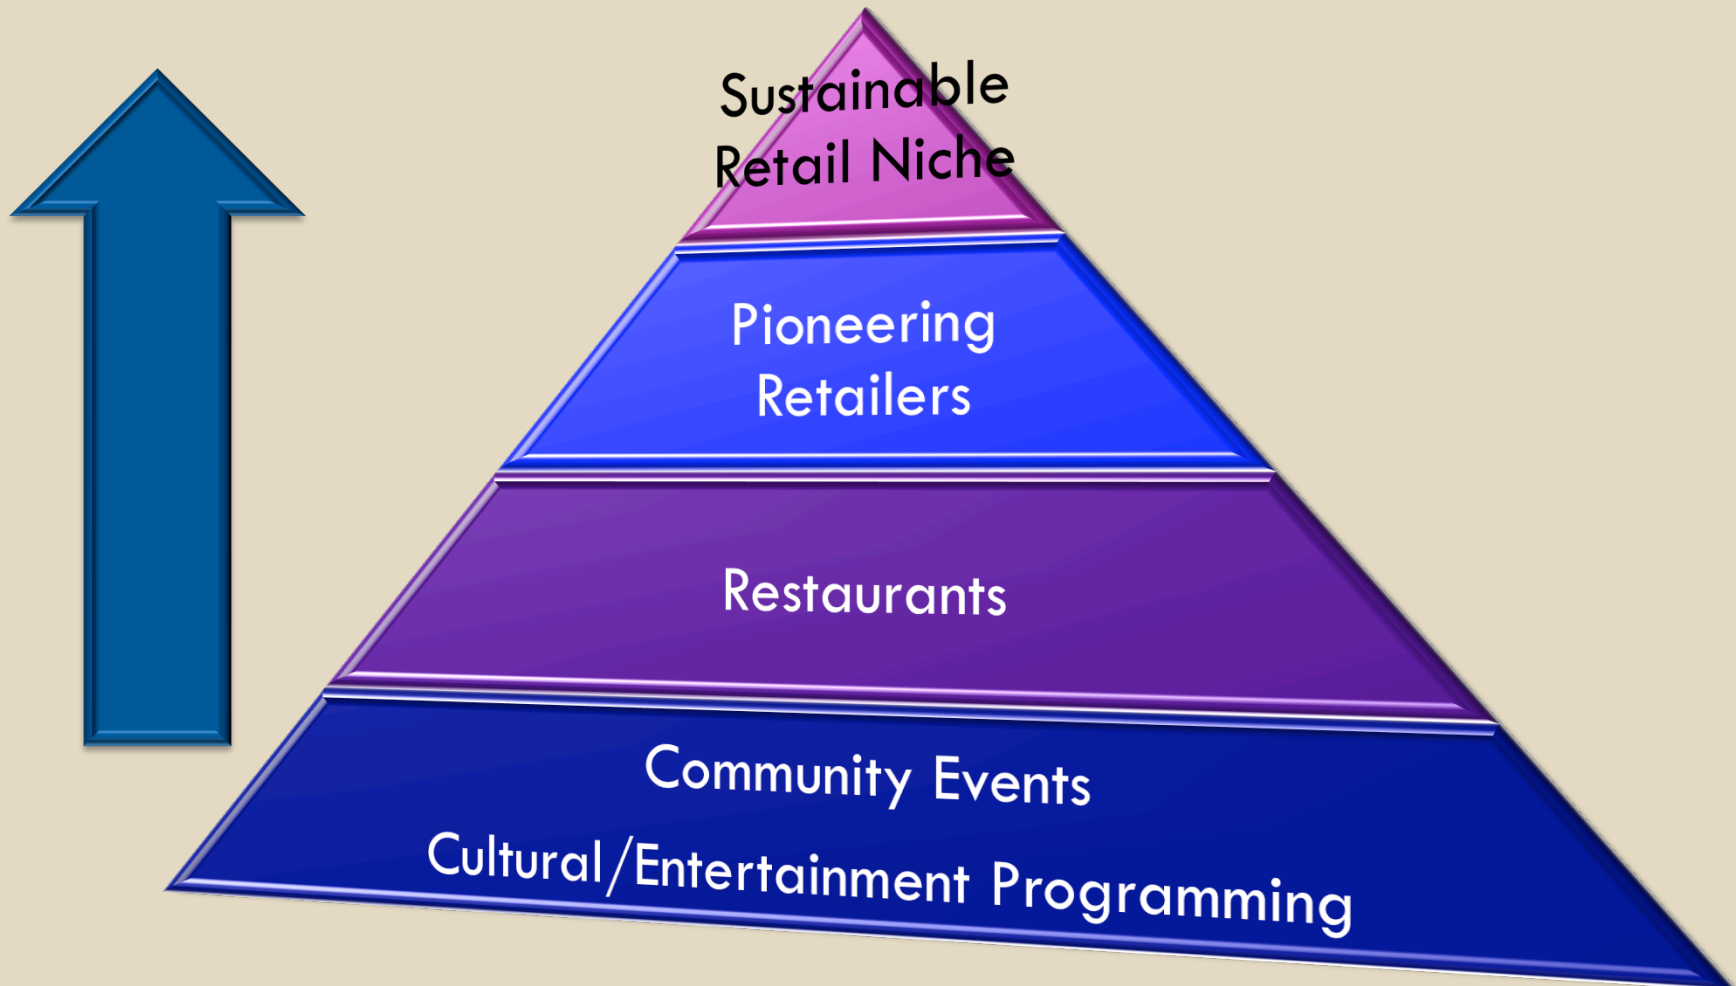 Sustainable
Retail Niche
Pioneering
Retailers
Restaurants
Community Events
Cultural/Entertainment Programming